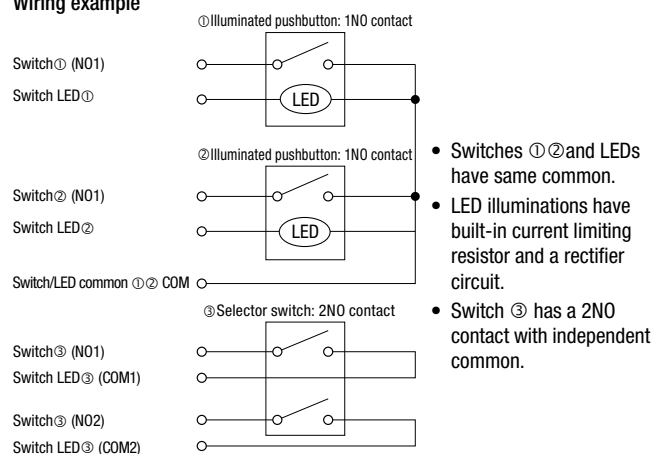 Wiring example
①Illuminated pushbutton: 1NO contact
Switch① (NO1)
Switch LED①
LED
②Illuminated pushbutton: 1NO contact
Switch② (NO1)
Switch LED②
LED
Switch/LED common ①② COM
③Selector switch: 2NO contact
Switch③ (NO1)
Switch LED③ (COM1)
Switch③ (NO2)
Switch LED③ (COM2)
• Switches ①②and LEDs
have same common.
• LED illuminations have
built-in current limiting
resistor and a rectifier
circuit.
• Switch ③ has a 2NO
contact with independent
common.